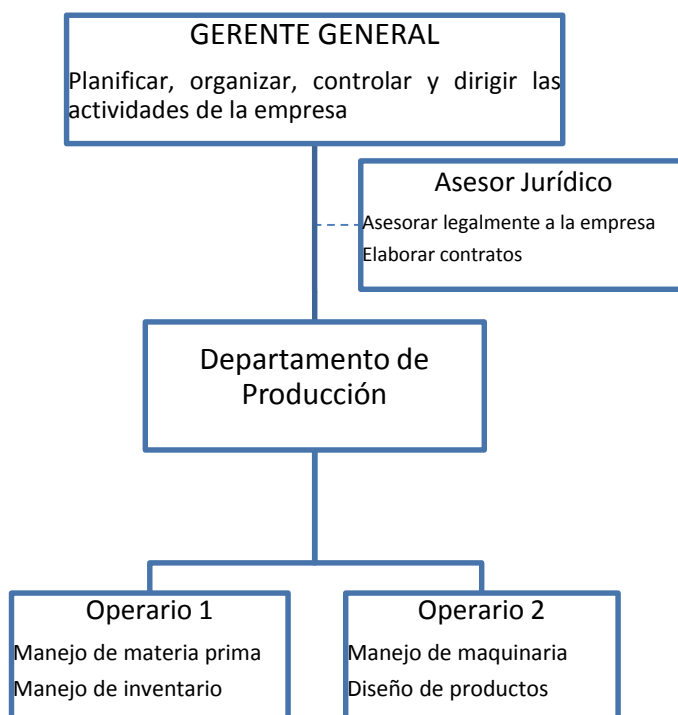 GERENTE GENERAL
Planificar, organizar, controlar y dirigir las
actividades de la empresa
Asesor Jurídico
Asesorar legalmente a la empresa
Elaborar contratos
Departamento de
Producción
Operario 1
Manejo de materia prima
Manejo de inventario
Operario 2
Manejo de maquinaria
Diseño de productos